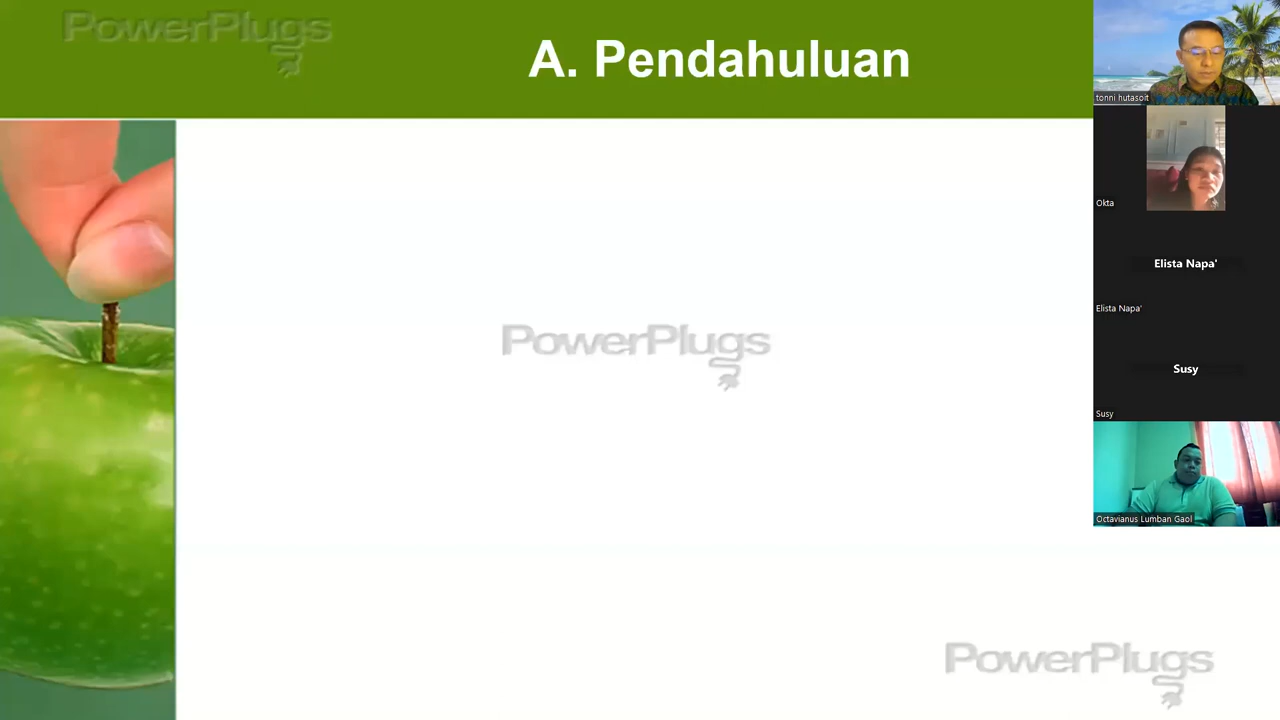 PowerPlugs
A. Pendahuluan
tonni hutasoit
Okta
Elista Napa'
Elista Napa'
PowerPlugs
Susy
Susy
Octavianus Lumban Gaol
PowerPlugs